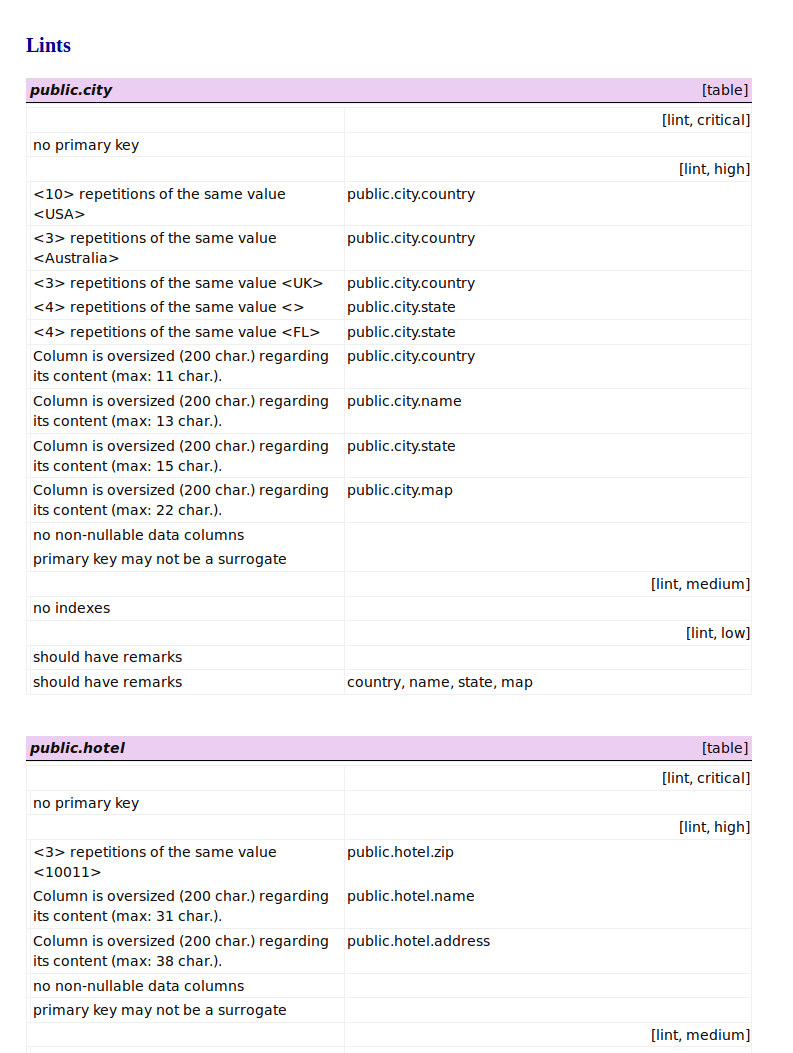 Lints
public.city [table]
[lint, critical]
no primary key
[lint, high]
<10> repetitions of the same value public.city.country
<USA>
<3> repetitions of the same value public.city.country
<Australia>
<3> repetitions of the same value <UK> public.city.country
<4> repetitions of the same value <> public.city.state
<4> repetitions of the same value <FL> public.city.state
Column is oversized (200 char.) regarding public.city.country
its content (max: 11 char.).
Column is oversized (200 char.) regarding public.city.name
its content (max: 13 char.).
Column is oversized (200 char.) regarding public.city.state
its content (max: 15 char.).
Column is oversized (200 char.) regarding public.city.map
its content (max: 22 char.).
no non-nullable data columns
primary key may not be a surrogate
[lint, medium]
no indexes
[lint, low]
should have remarks
should have remarks country, name, state, map
public.hotel [table]
[lint, critical]
no primary key
[lint, high]
<3> repetitions of the same value public.hotel.zip
<10011>
Column is oversized (200 char.) regarding public.hotel.name
its content (max: 31 char.).
Column is oversized (200 char.) regarding public.hotel.address
its content (max: 38 char.).
no non-nullable data columns
primary key may not be a surrogate
[lint, medium]